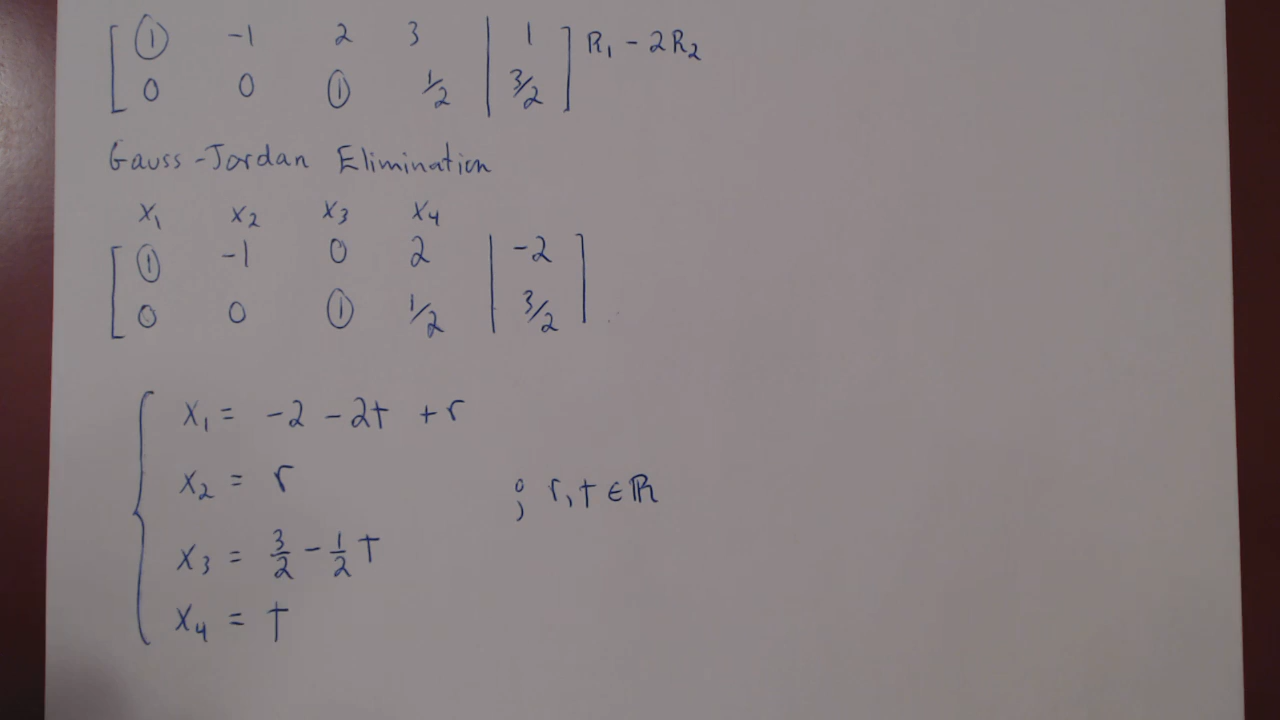 [ 1 -1 2 3 | 1 ] R₁ - 2R₂
[ 0 0 1 1/2 | 3/2 ]
Gauss-Jordan Elimination
x₁ x₂ x₃ x₄
[ 1 -1 0 2 | -2 ]
[ 0 0 1 1/2 | 3/2 ]
x₁ = -2 - 2t + r
x₂ = r ; r, t ∈ ℝ
x₃ = 3/2 - 1/2 t
x₄ = t